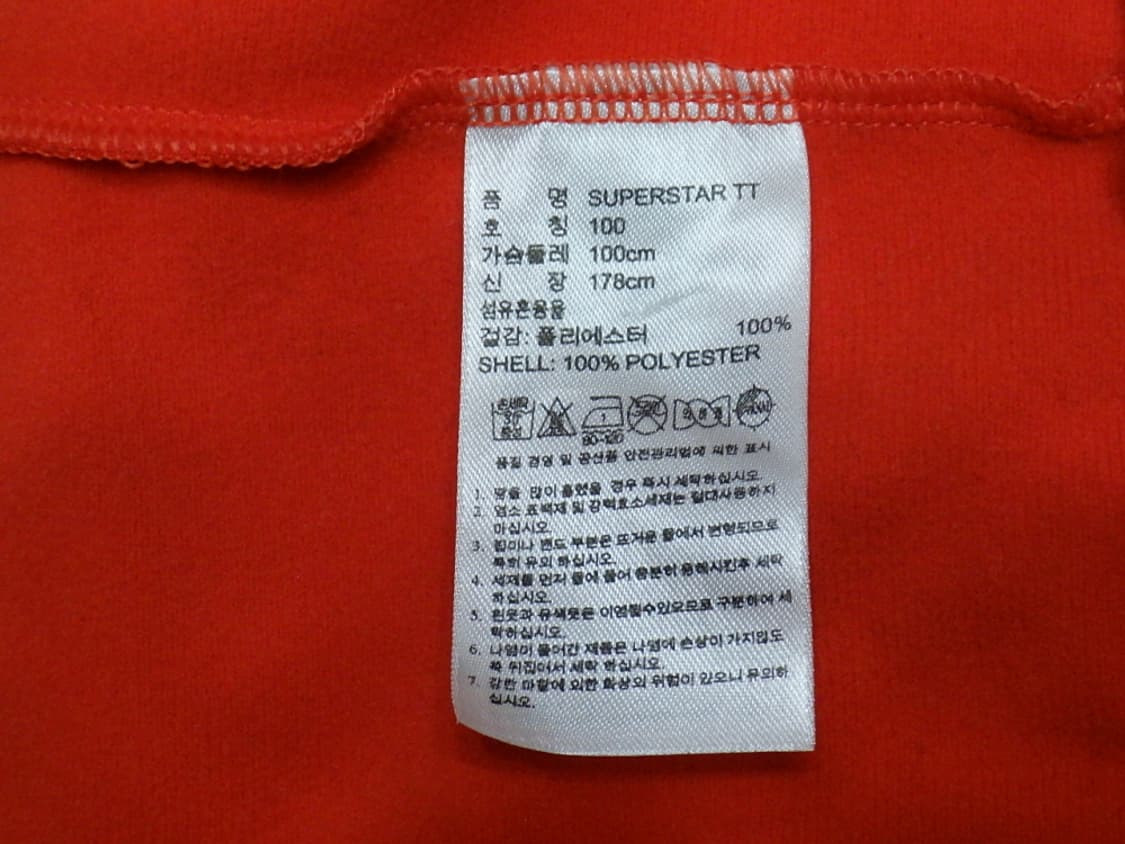 품 명 SUPERSTAR TT
호 칭 100
가슴둘레 100cm
신 장 178cm
섬유혼용율
겉감: 폴리에스터 100%
SHELL: 100% POLYESTER
80-120
품질 경영 및 공산품 안전관리법에 의한 표시
1. 땀을 많이 흘렸을 경우 즉시 세탁하십시오.
2. 염소 표백제 및 강력효소세제는 절대사용하지
마십시오.
3. 립이나 밴드 부분은 뜨거운 물에서 변형되므로
특히 유의 하십시오.
4. 세제를 먼저 물에 풀어 충분히 용해시킨후 세탁
하십시오.
5. 흰옷과 유색옷은 이염될수있으므로 구분하여 세
탁하십시오.
6. 나염이 들어간 제품은 나염에 손상이 가지않도
록 뒤집어서 세탁 하십시오.
7. 강한 마찰에 의한 화상의 위험이 있으니 유의하
십시오.